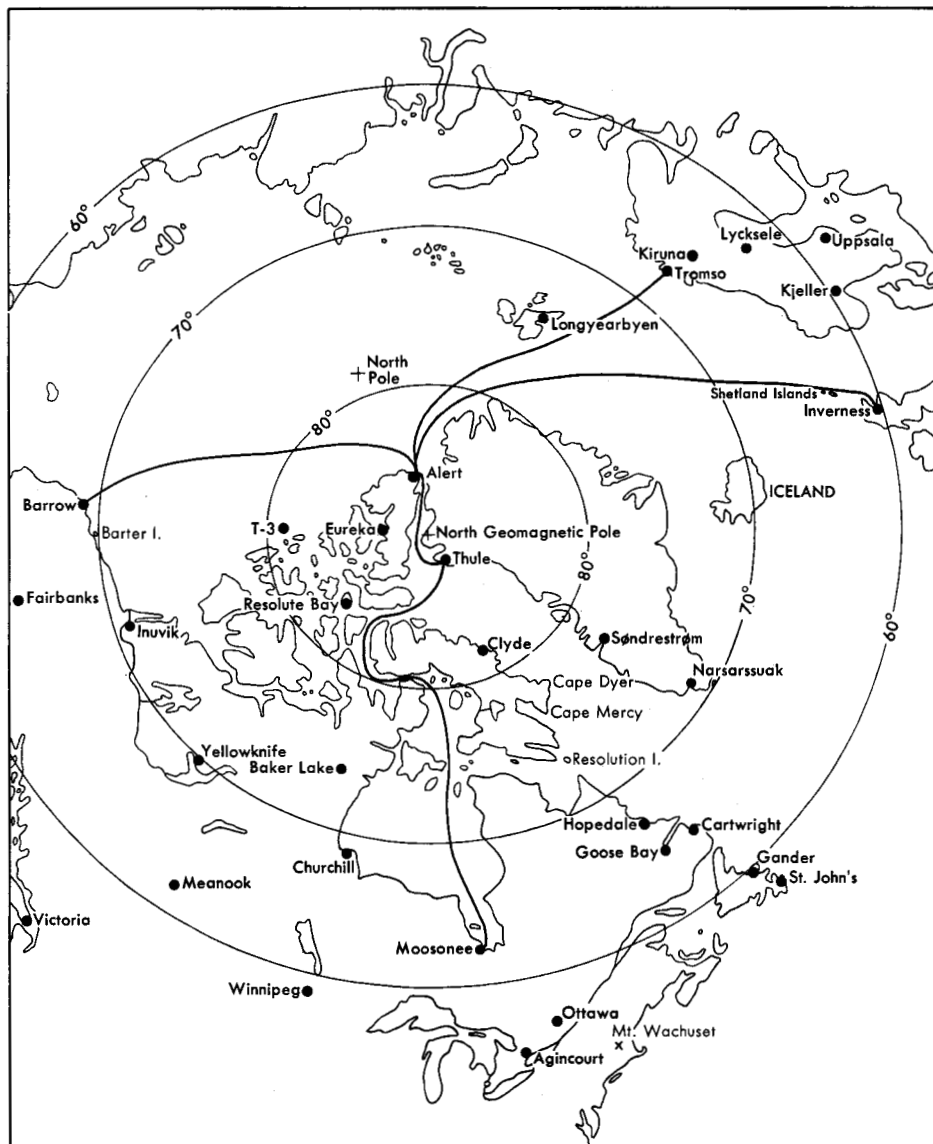 60°
Lycksele
Uppsala
Kiruna
Tromso
Kjeller
70°
Longyearbyen
North
Pole
Shetland Islands
Inverness
80°
Alert
ICELAND
Barrow
Barter I.
T-3
Eureka
North Geomagnetic Pole
Thule
80°
70°
60°
Fairbanks
Resolute Bay
Inuvik
Clyde
Søndrestrøm
Narsarssuak
Cape Dyer
Cape Mercy
Yellowknife
Baker Lake
Resolution I.
Hopedale
Cartwright
Goose Bay
Churchill
Gander
St. John's
Meanook
Victoria
Moosonee
Winnipeg
Ottawa
Mt. Wachuset
Agincourt